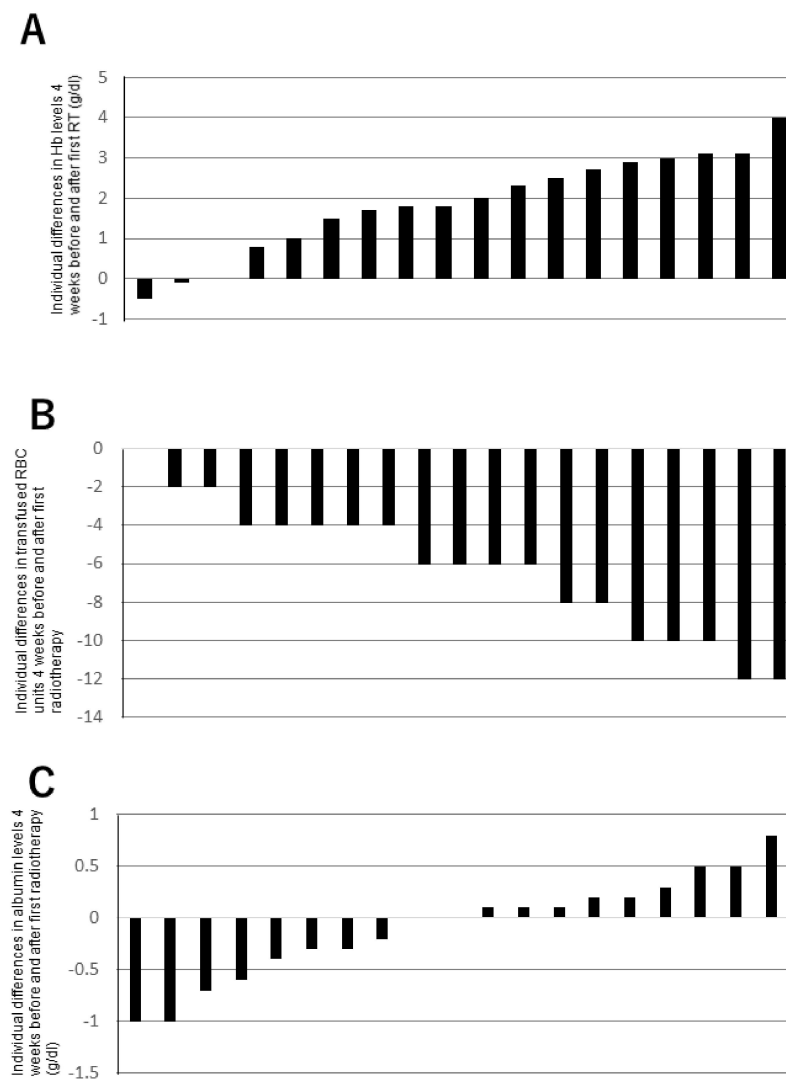 A
Individual differences in Hb levels 4
weeks before and after first RT (g/dl)
5
4
3
2
1
0
-1
B
Individual differences in transfused RBC
units 4 weeks before and after first
radiotherapy
0
-2
-4
-6
-8
-10
-12
-14
C
Individual differences in albumin levels 4
weeks before and after first radiotherapy
(g/dl)
1
0.5
0
-0.5
-1
-1.5